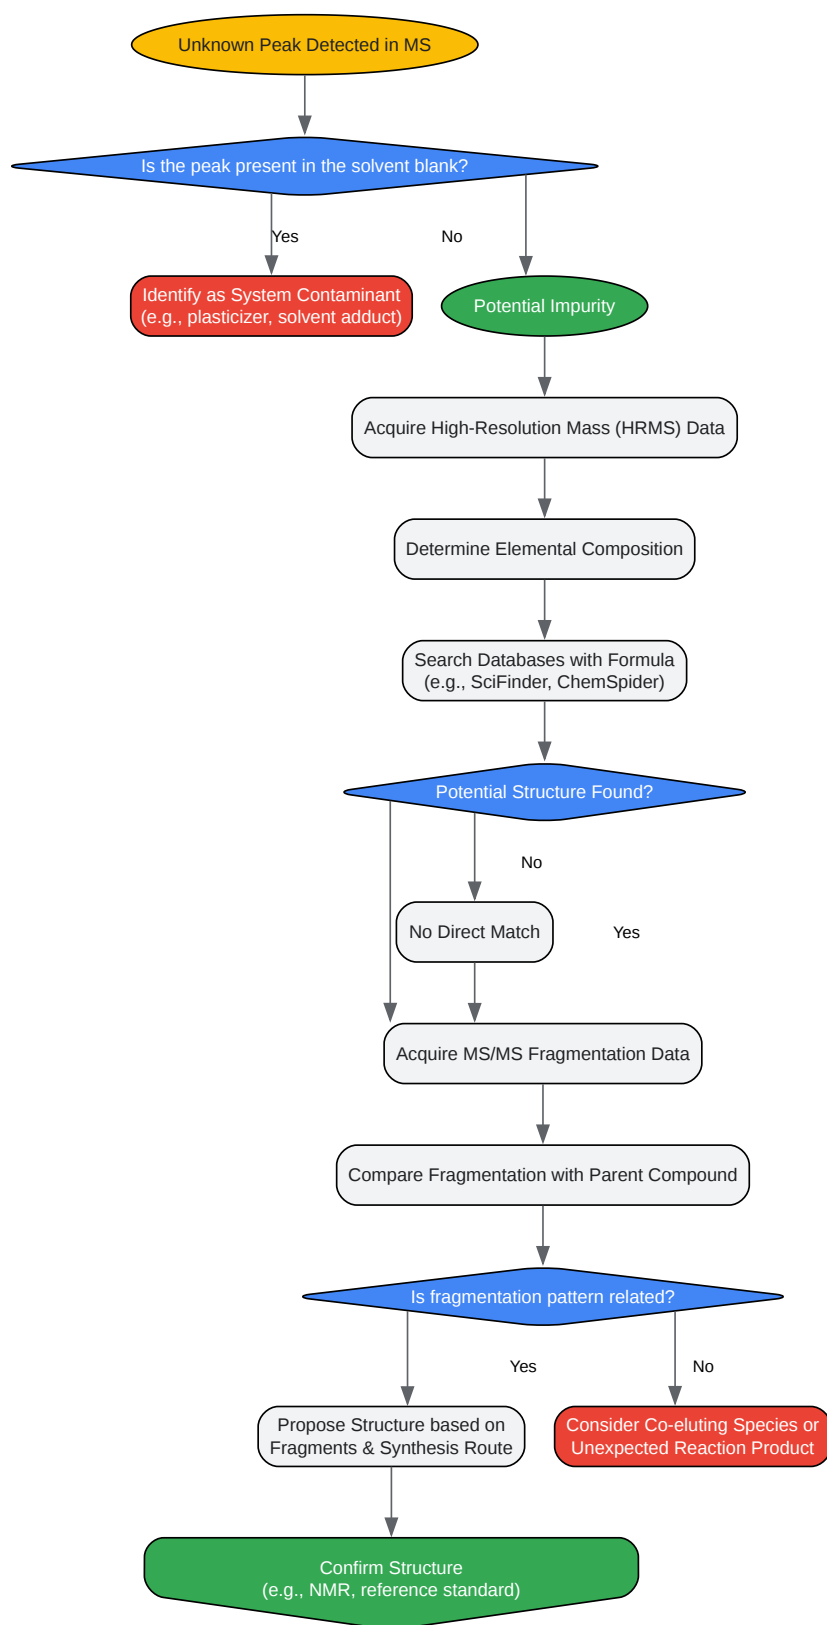 Unknown Peak Detected in MS
Is the peak present in the solvent blank?
Yes
No
Identify as System Contaminant
(e.g., plasticizer, solvent adduct)
Potential Impurity
Acquire High-Resolution Mass (HRMS) Data
Determine Elemental Composition
Search Databases with Formula
(e.g., SciFinder, ChemSpider)
Potential Structure Found?
No
No Direct Match
Yes
Acquire MS/MS Fragmentation Data
Compare Fragmentation with Parent Compound
Is fragmentation pattern related?
Yes
No
Propose Structure based on
Fragments & Synthesis Route
Consider Co-eluting Species or
Unexpected Reaction Product
Confirm Structure
(e.g., NMR, reference standard)